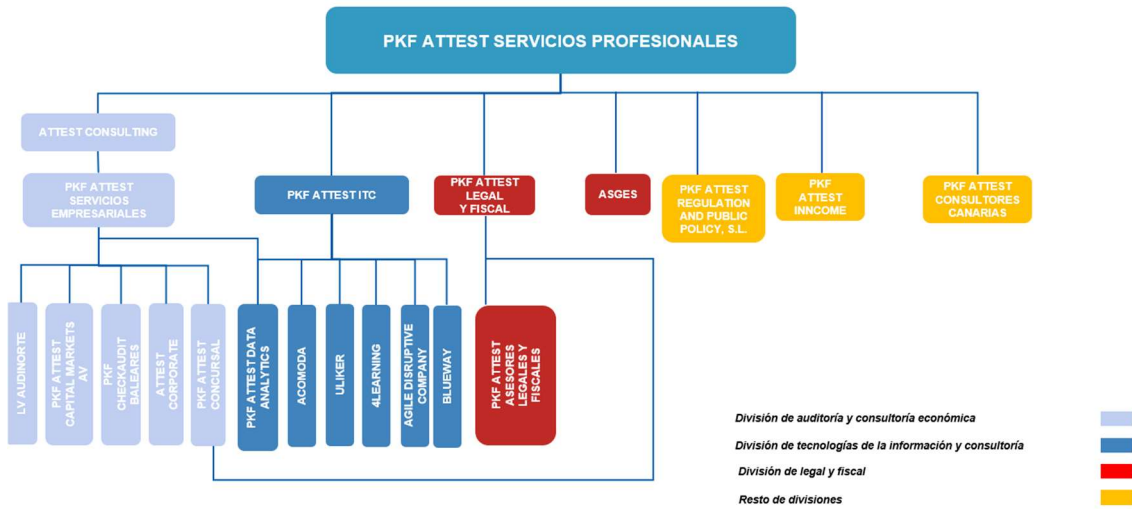 PKF ATTEST SERVICIOS PROFESIONALES
ATTEST CONSULTING
PKF ATTEST
SERVICIOS
EMPRESARIALES
PKF ATTEST ITC
PKF ATTEST
LEGAL
Y FISCAL
ASGES
PKF ATTEST
REGULATION
AND PUBLIC
POLICY, S.L.
PKF
ATTEST
INNCOME
PKF ATTEST
CONSULTORES
CANARIAS
LV AUDINORTE
PKF ATTEST
CAPITAL MARKETS
AV
PKF
CHECKAUDIT
BALEARES
ATTEST
CORPORATE
PKF ATTEST
CONCURSAL
PKF ATTEST DATA
ANALYTICS
ACOMODA
ULIKER
4LEARNING
AGILE DISRUPTIVE
COMPANY
BLUEWAY
PKF ATTEST
ASESORES
LEGALES Y
FISCALES
División de auditoría y consultoría económica
División de tecnologías de la información y consultoría
División de legal y fiscal
Resto de divisiones